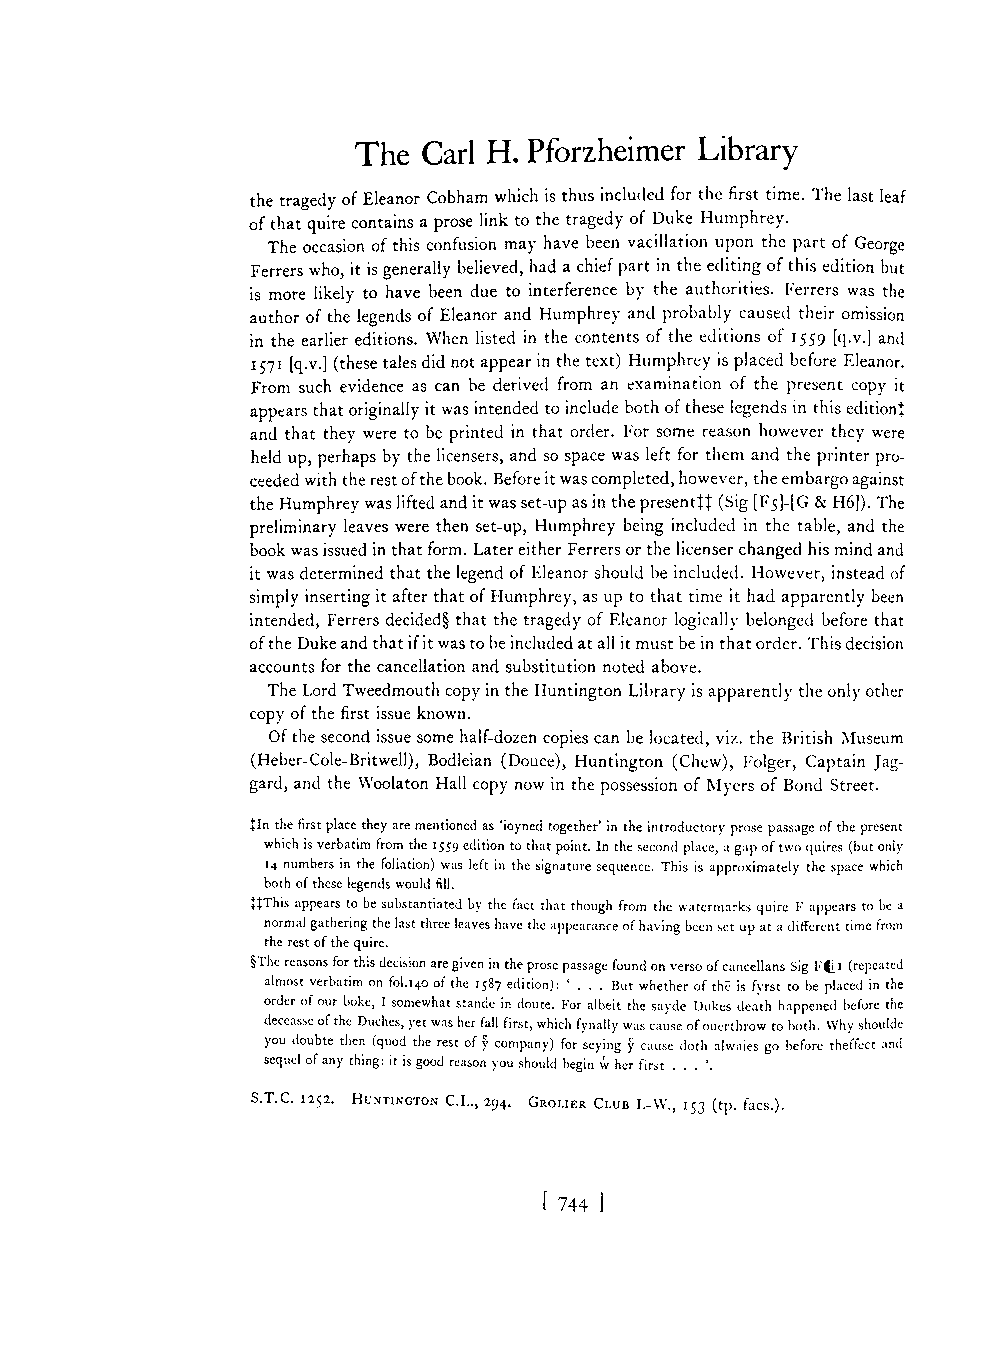 The Carl H. Pforzheimer Library
the tragedy of Eleanor Cobham which is thus included for the first time. The last leaf
of that quire contains a prose link to the tragedy of Duke Humphrey.
The occasion of this confusion may have been vacillation upon the part of George
Ferrers who, it is generally believed, had a chief part in the editing of this edition but
is more likely to have been due to interference by the authorities. Ferrers was the
author of the legends of Eleanor and Humphrey and probably caused their omission
in the earlier editions. When listed in the contents of the editions of 1559 [q.v.] and
1571 [q.v.] (these tales did not appear in the text) Humphrey is placed before Eleanor.
From such evidence as can be derived from an examination of the present copy it
appears that originally it was intended to include both of these legends in this edition‡
and that they were to be printed in that order. For some reason however they were
held up, perhaps by the licensers, and so space was left for them and the printer pro-
ceeded with the rest of the book. Before it was completed, however, the embargo against
the Humphrey was lifted and it was set-up as in the present‡‡ (Sig [F5]-[G & H6]). The
preliminary leaves were then set-up, Humphrey being included in the table, and the
book was issued in that form. Later either Ferrers or the licenser changed his mind and
it was determined that the legend of Eleanor should be included. However, instead of
simply inserting it after that of Humphrey, as up to that time it had apparently been
intended, Ferrers decided§ that the tragedy of Eleanor logically belonged before that
of the Duke and that if it was to be included at all it must be in that order. This decision
accounts for the cancellation and substitution noted above.
The Lord Tweedmouth copy in the Huntington Library is apparently the only other
copy of the first issue known.
Of the second issue some half-dozen copies can be located, viz. the British Museum
(Heber-Cole-Britwell), Bodleian (Douce), Huntington (Chew), Folger, Captain Jag-
gard, and the Woolaton Hall copy now in the possession of Myers of Bond Street.
‡In the first place they are mentioned as 'ioyned together' in the introductory prose passage of the present
which is verbatim from the 1559 edition to that point. In the second place, a gap of two quires (but only
14 numbers in the foliation) was left in the signature sequence. This is approximately the space which
both of these legends would fill.
‡‡This appears to be substantiated by the fact that though from the watermarks quire F appears to be a
normal gathering the last three leaves have the appearance of having been set up at a different time from
the rest of the quire.
§The reasons for this decision are given in the prose passage found on verso of cancellans Sig F⁋i1 (repeated
almost verbatim on fol.140 of the 1587 edition): ' . . . But whether of thē is fyrst to be placed in the
order of our boke, I somewhat stande in doute. For albeit the sayde Dukes death happened before the
deceasse of the Duches, yet was her fall first, which fynally was cause of ouerthrow to both. Why shoulde
you doubte then (quod the rest of yͤ company) for seying yͤ cause doth alwaies go before theffect and
sequel of any thing: it is good reason you should begin wͭ her first . . . '.
S.T.C. 1252. Huntington C.L., 294. Grolier Club L-W., 153 (tp. facs.).
[ 744 ]